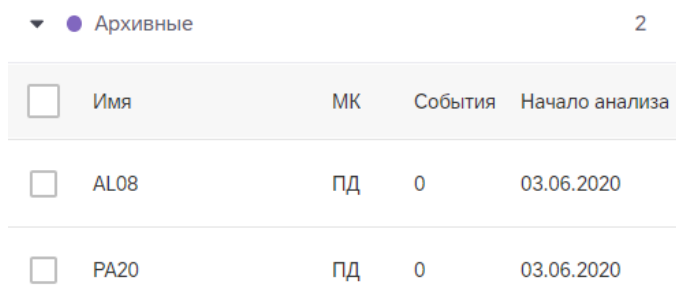 Архивные 2
Имя МК События Начало анализа
AL08 ПД 0 03.06.2020
PA20 ПД 0 03.06.2020